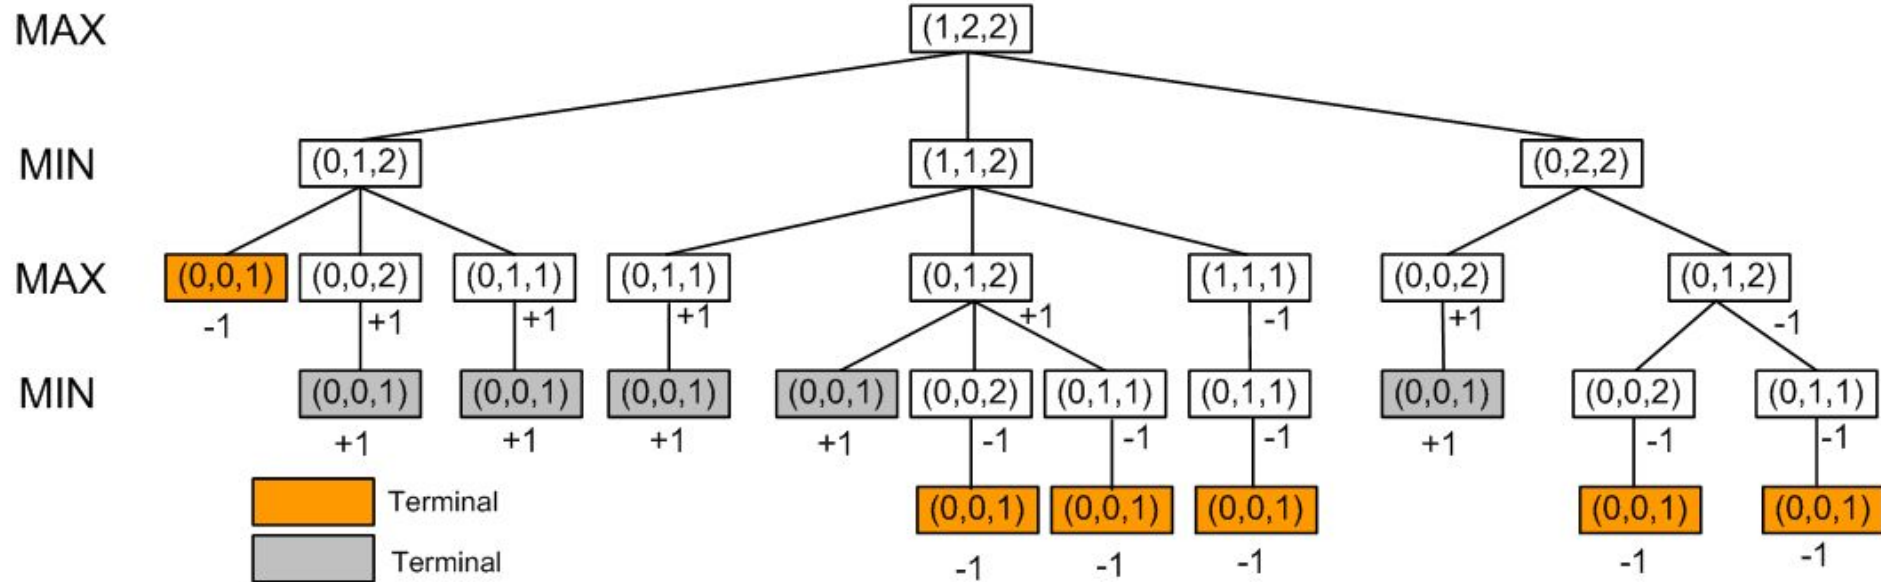 MAX
(1,2,2)
MIN
(0,1,2) (1,1,2) (0,2,2)
MAX
(0,0,1) (0,0,2) (0,1,1) (0,1,1) (0,1,2) (1,1,1) (0,0,2) (0,1,2)
-1 +1 +1 +1 +1 -1 +1 -1
MIN
(0,0,1) (0,0,1) (0,0,1) (0,0,1) (0,0,2) (0,1,1) (0,1,1) (0,0,1) (0,0,2) (0,1,1)
+1 +1 +1 +1 -1 -1 -1 +1 -1 -1
Terminal
(0,0,1) (0,0,1) (0,0,1) (0,0,1) (0,0,1)
Terminal
-1 -1 -1 -1 -1